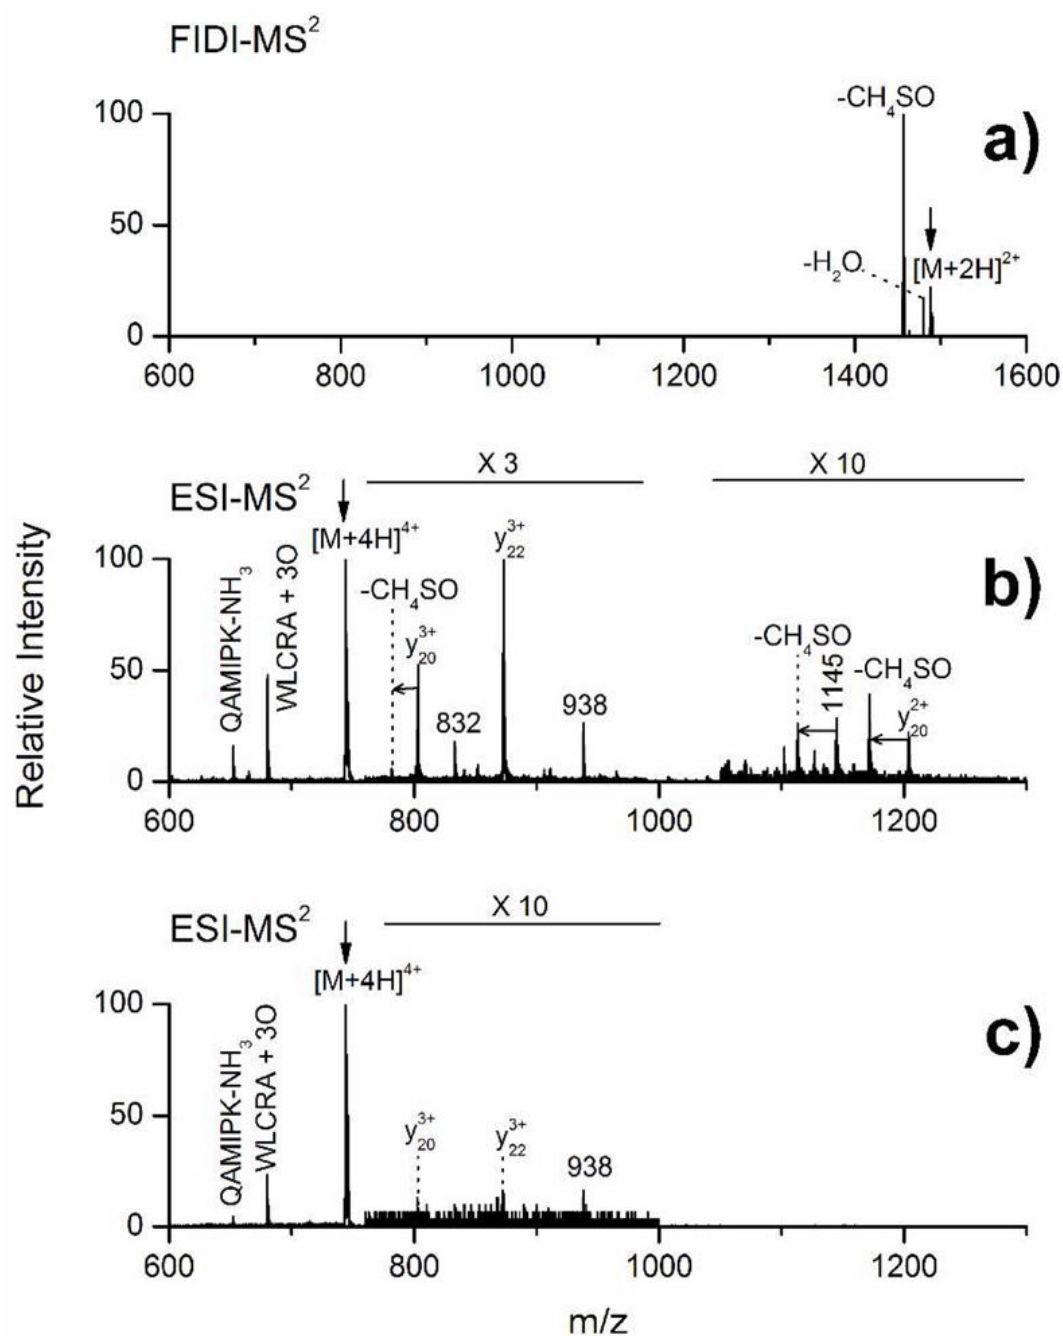 FIDI-MS²
-CH₄SO
a)
100
50
0
-H₂O
[M+2H]²⁺
600 800 1000 1200 1400 1600
X 3
X 10
ESI-MS²
[M+4H]⁴⁺
b)
100
50
0
QAMIPK-NH₃
WLCRA + 3O
-CH₄SO
y₂₀³⁺
832
y₂₂³⁺
938
-CH₄SO
1145
-CH₄SO
y₂₀²⁺
600 800 1000 1200
X 10
ESI-MS²
[M+4H]⁴⁺
c)
100
50
0
QAMIPK-NH₃
WLCRA + 3O
y₂₀³⁺
y₂₂³⁺
938
600 800 1000 1200
m/z
Relative Intensity